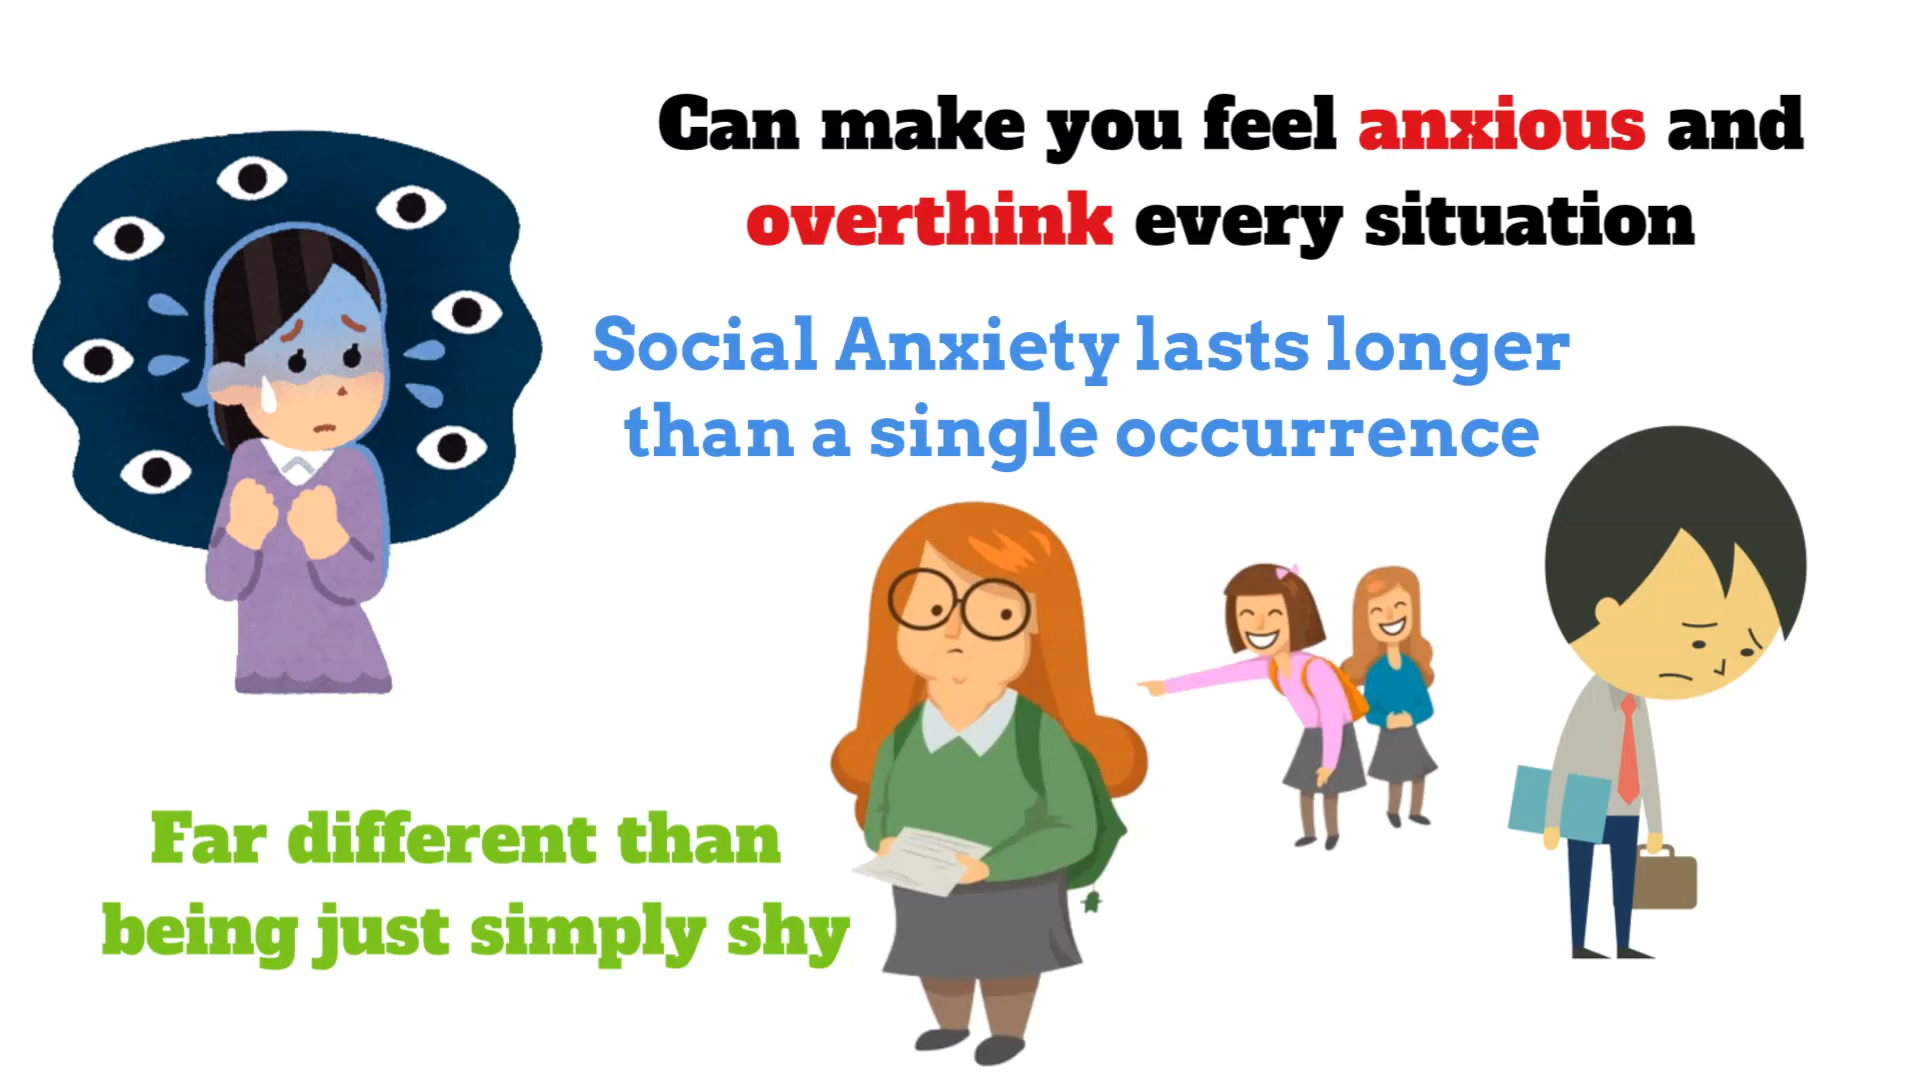 Can make you feel anxious and
overthink every situation
Social Anxiety lasts longer
than a single occurrence
Far different than
being just simply shy